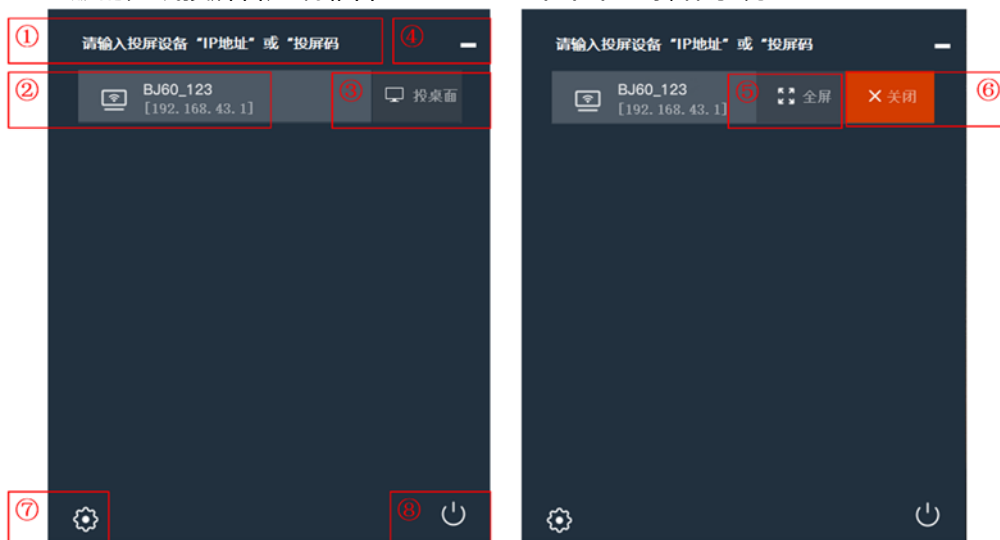 ① 请输入投屏设备 “IP地址” 或 “投屏码 ④
② BJ60_123 ③ 投桌面
[192.168.43.1]
⑦ ⑧
请输入投屏设备 “IP地址” 或 “投屏码
BJ60_123 ⑤ 全屏 × 关闭 ⑥
[192.168.43.1]